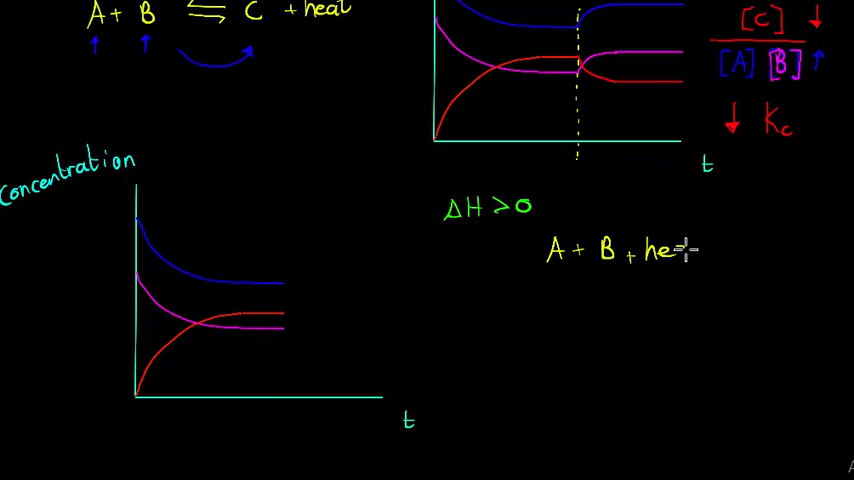 A + B ⇌ C + heat
[C] ↓
[A] [B] ↑
↓ Kc
t
Concentration
ΔH > 0
A + B + he
t